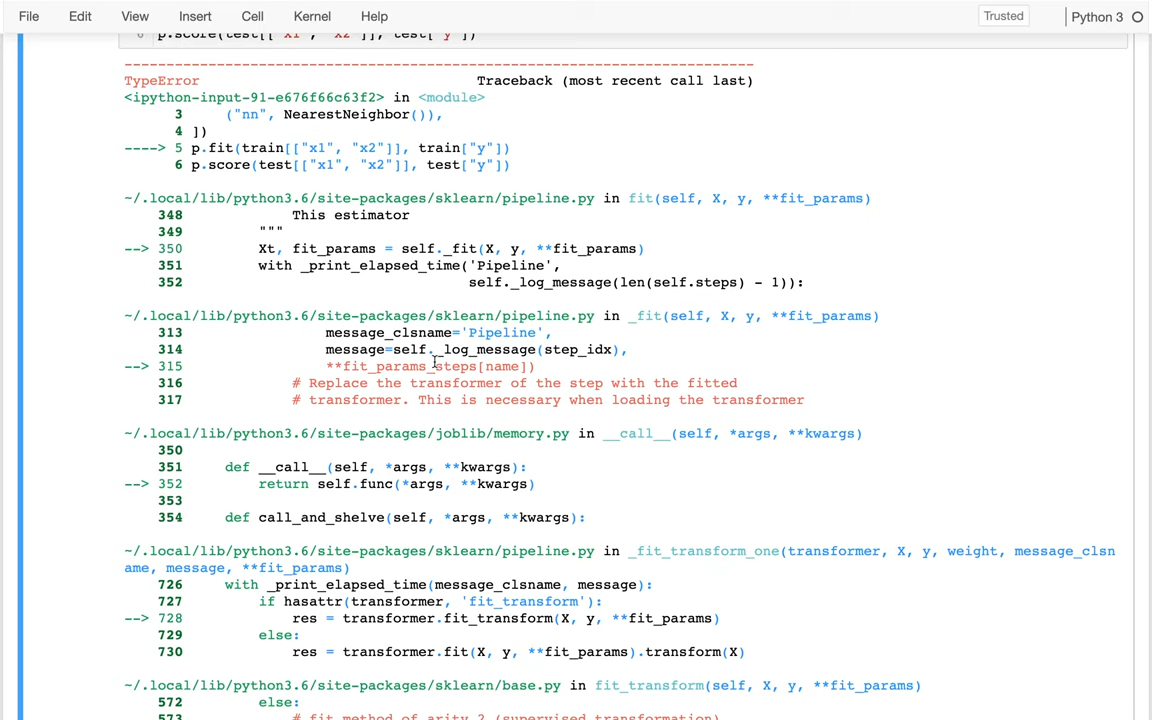 File Edit View Insert Cell Kernel Help Trusted Python 3
6 p.score(test[["x1", "x2"]], test["y"])
---------------------------------------------------------------------------
TypeError Traceback (most recent call last)
<ipython-input-91-e676f66c63f2> in <module>
3 ("nn", NearestNeighbor()),
4 ])
----> 5 p.fit(train[["x1", "x2"]], train["y"])
6 p.score(test[["x1", "x2"]], test["y"])
~/.local/lib/python3.6/site-packages/sklearn/pipeline.py in fit(self, X, y, **fit_params)
348 This estimator
349 """
--> 350 Xt, fit_params = self._fit(X, y, **fit_params)
351 with _print_elapsed_time('Pipeline',
352 self._log_message(len(self.steps) - 1)):
~/.local/lib/python3.6/site-packages/sklearn/pipeline.py in _fit(self, X, y, **fit_params)
313 message_clsname='Pipeline',
314 message=self._log_message(step_idx),
--> 315 **fit_params_steps[name])
316 # Replace the transformer of the step with the fitted
317 # transformer. This is necessary when loading the transformer
~/.local/lib/python3.6/site-packages/joblib/memory.py in __call__(self, *args, **kwargs)
350
351 def __call__(self, *args, **kwargs):
--> 352 return self.func(*args, **kwargs)
353
354 def call_and_shelve(self, *args, **kwargs):
~/.local/lib/python3.6/site-packages/sklearn/pipeline.py in _fit_transform_one(transformer, X, y, weight, message_clsn
ame, message, **fit_params)
726 with _print_elapsed_time(message_clsname, message):
727 if hasattr(transformer, 'fit_transform'):
--> 728 res = transformer.fit_transform(X, y, **fit_params)
729 else:
730 res = transformer.fit(X, y, **fit_params).transform(X)
~/.local/lib/python3.6/site-packages/sklearn/base.py in fit_transform(self, X, y, **fit_params)
572 else:
573 # fit method of arity 2 (supervised transformation)